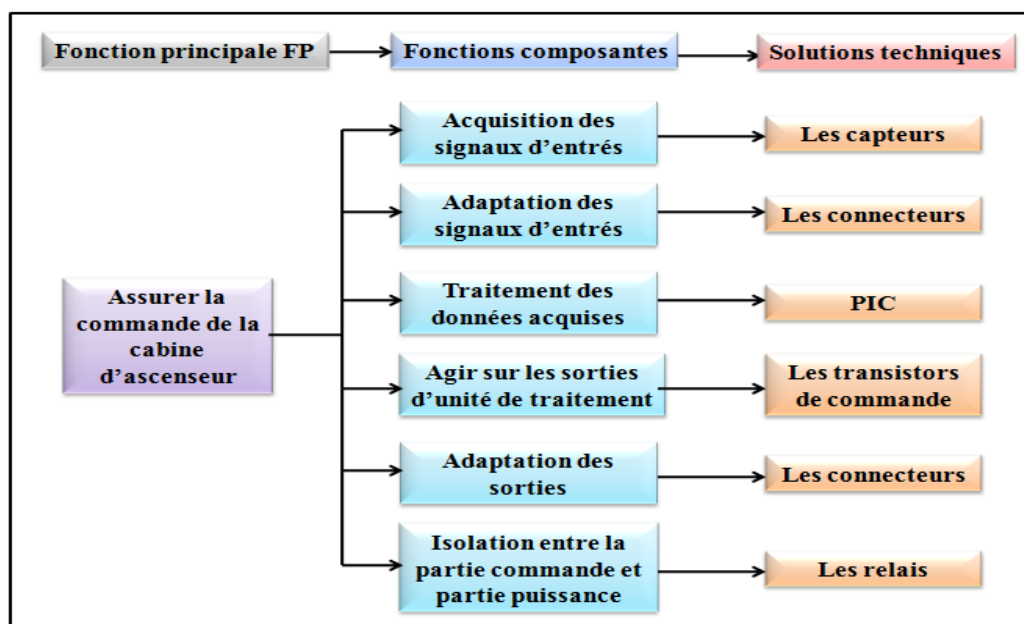 Fonction principale FP
Fonctions composantes
Solutions techniques
Assurer la
commande de la
cabine
d'ascenseur
Acquisition des
signaux d'entrés
Les capteurs
Adaptation des
signaux d'entrés
Les connecteurs
Traitement des
données acquises
PIC
Agir sur les sorties
d'unité de traitement
Les transistors
de commande
Adaptation des
sorties
Les connecteurs
Isolation entre la
partie commande et
partie puissance
Les relais